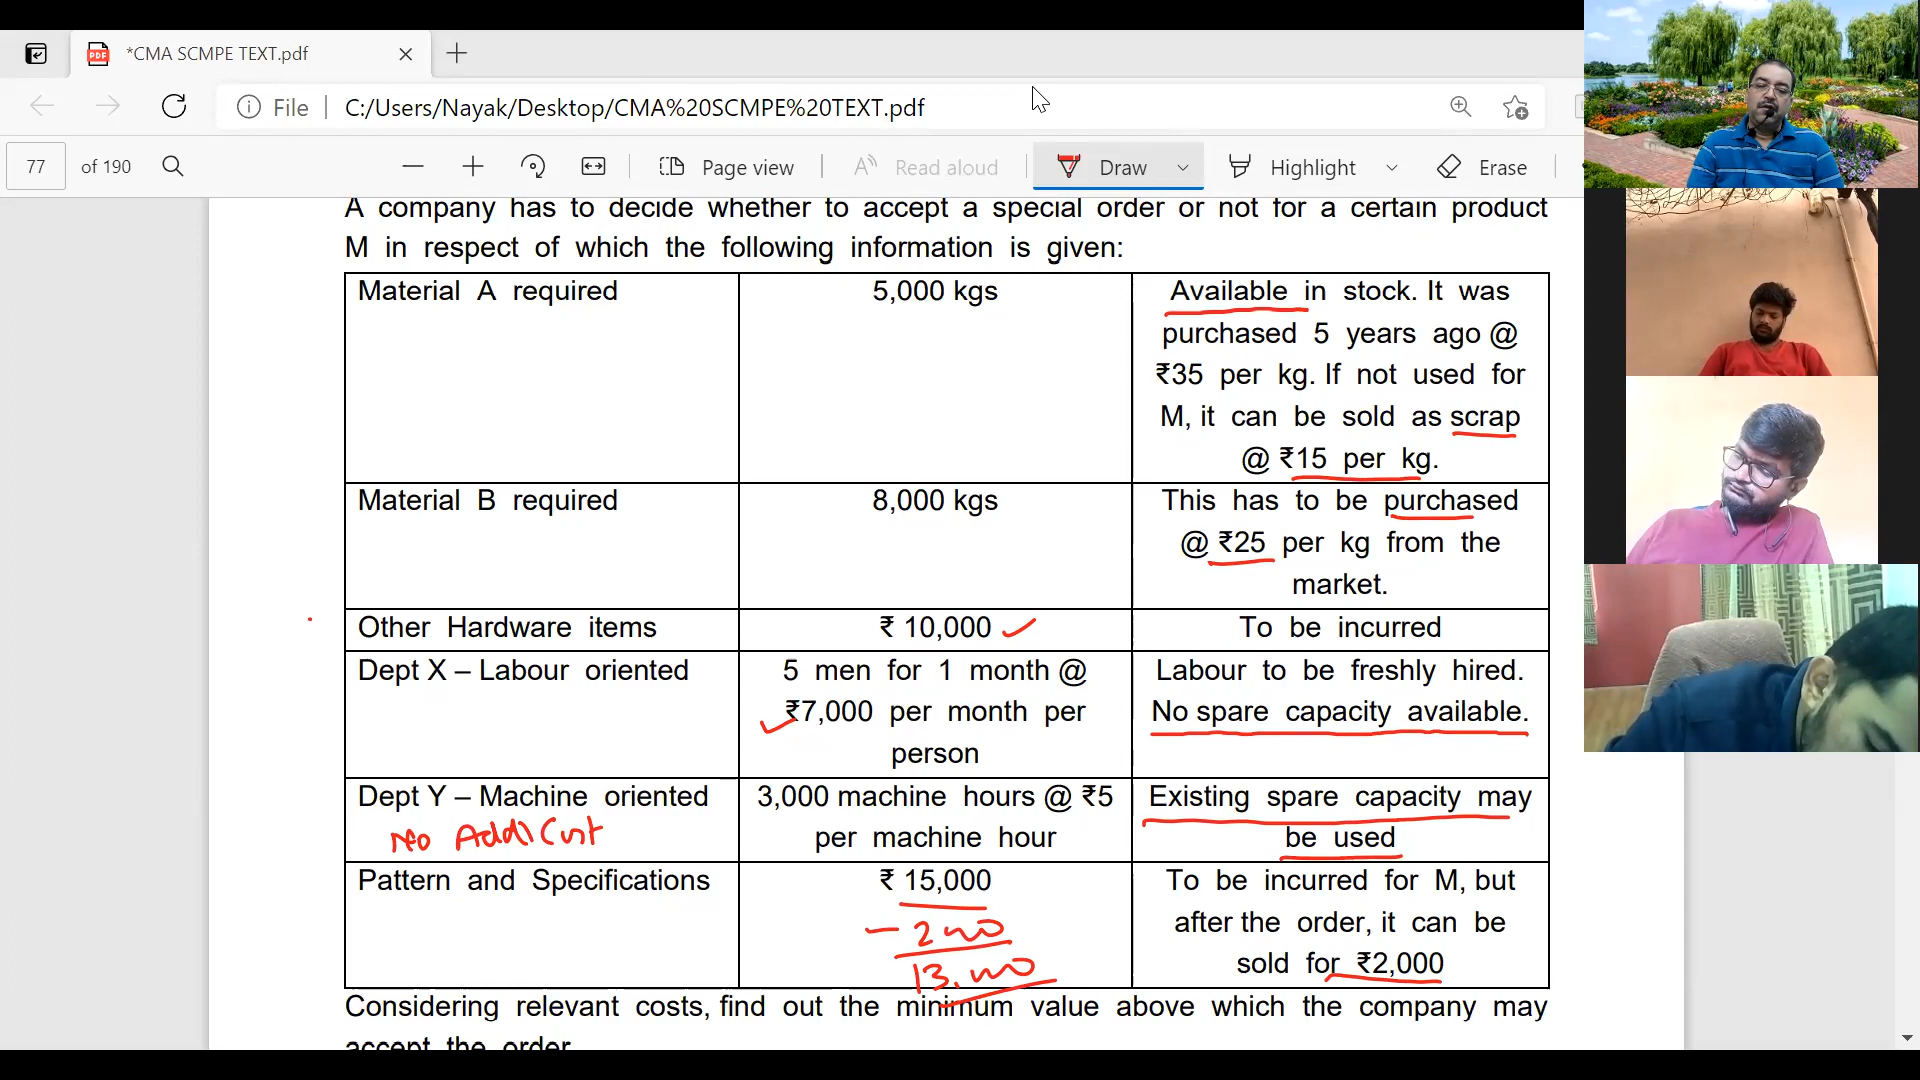 *CMA SCMPE TEXT.pdf
File C:/Users/Nayak/Desktop/CMA%20SCMPE%20TEXT.pdf
77 of 190 Page view Read aloud Draw Highlight Erase
A company has to decide whether to accept a special order or not for a certain product
M in respect of which the following information is given:
Material A required 5,000 kgs Available in stock. It was
purchased 5 years ago @
₹35 per kg. If not used for
M, it can be sold as scrap
@ ₹15 per kg.
Material B required 8,000 kgs This has to be purchased
@ ₹25 per kg from the
market.
Other Hardware items ₹ 10,000 To be incurred
Dept X – Labour oriented 5 men for 1 month @ Labour to be freshly hired.
₹7,000 per month per No spare capacity available.
person
Dept Y – Machine oriented 3,000 machine hours @ ₹5 Existing spare capacity may
No Addl Cost per machine hour be used
Pattern and Specifications ₹ 15,000 To be incurred for M, but
after the order, it can be
sold for ₹2,000
Considering relevant costs, find out the minimum value above which the company may
accept the order